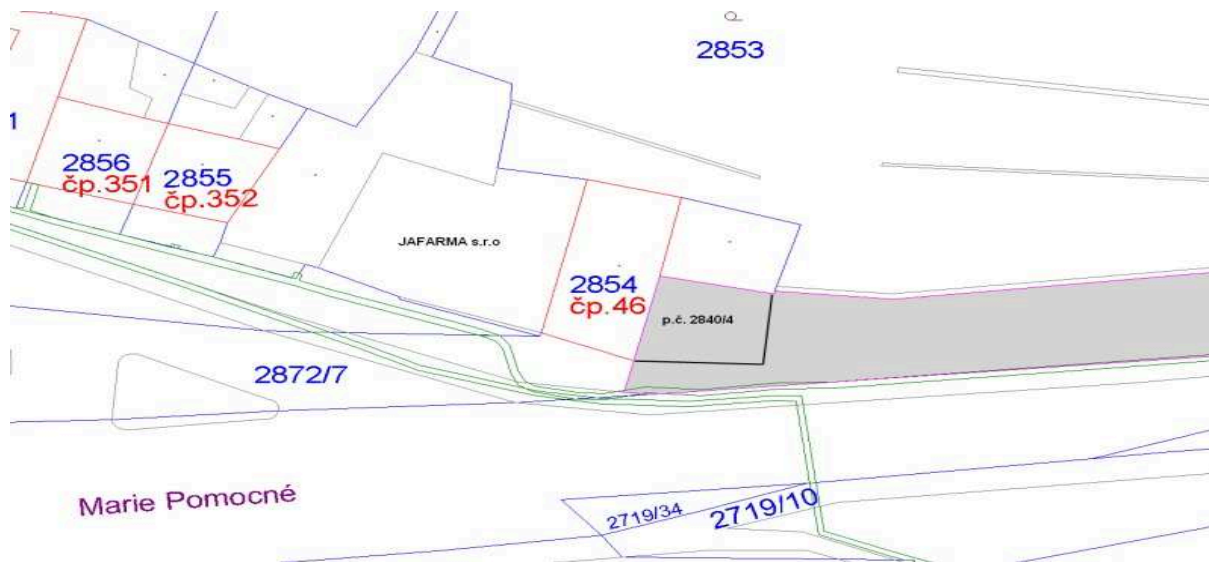 2853
1
2856
čp.351
2855
čp.352
JAFARMA s.r.o
2854
čp.46
p.č. 2840/4
2872/7
Marie Pomocné
2719/34
2719/10